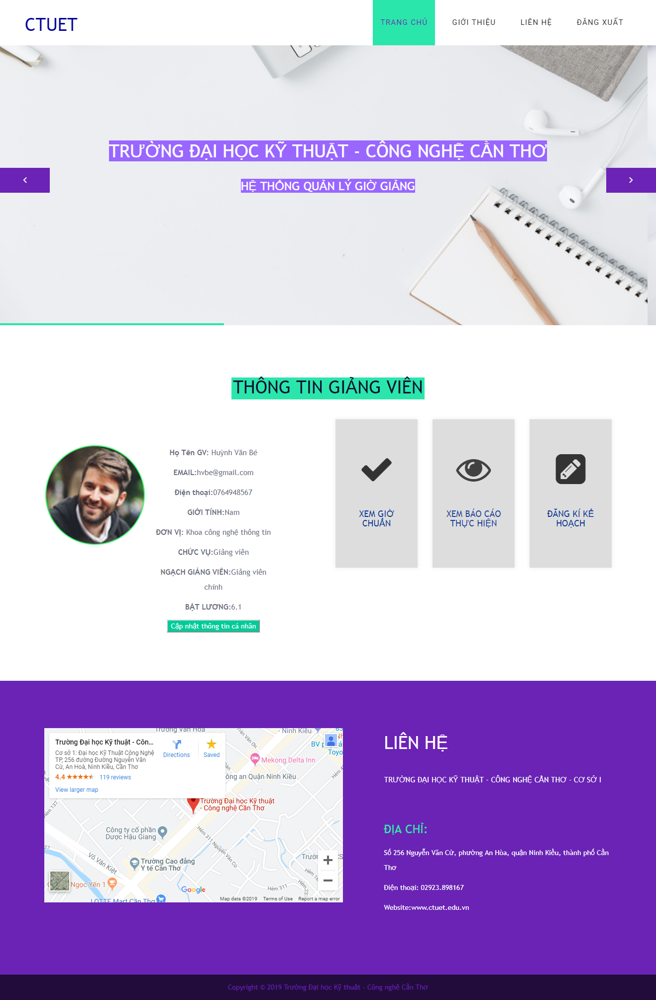 CTUET
TRANG CHỦ
GIỚI THIỆU
LIÊN HỆ
ĐĂNG XUẤT
TRƯỜNG ĐẠI HỌC KỸ THUẬT - CÔNG NGHỆ CẦN THƠ
HỆ THỐNG QUẢN LÝ GIỜ GIẢNG
THÔNG TIN GIẢNG VIÊN
Họ Tên GV: Huỳnh Văn Bé
EMAIL:hvbe@gmail.com
Điện thoại:0764948567
GIỚI TÍNH:Nam
ĐƠN VỊ: Khoa công nghệ thông tin
CHỨC VỤ:Giảng viên
NGẠCH GIẢNG VIÊN:Giảng viên
chính
BẬT LƯƠNG:6.1
Cập nhật thông tin cá nhân
XEM GIỜ
CHUẨN
XEM BÁO CÁO
THỰC HIỆN
ĐĂNG KÍ KẾ
HOẠCH
Trường Văn Hóa
Trường Đại học Kỹ thuật - Côn...
Cơ sở 1: Đại học Kỹ Thuật Công Nghệ
TP, 256 đường Đường Nguyễn Văn
Cừ, An Hoà, Ninh Kiều, Cần Thơ
4.4 ★★★★ 119 reviews
View larger map
Directions
Saved
Trần Văn Ơn
- Ninh Kiều
BV p
Toyo
Mekong Delta Inn
ông an Quận Ninh Kiều
Hẻm 137
Trường Đại học Kỹ thuật
- Công nghệ Cần Thơ
Công ty cổ phần
Dược Hậu Giang
Hẻm 311 Nguyễn Văn Cừ
27
Võ Văn Kiệt
Trường Cao đẳng
Y tế Cần Thơ
Trườn
CS
Ngọc Yến 1
Google
Hẻm 311
LOTTE Mart Cần Thơ
Map data ©2019
Terms of Use
Report a map error
LIÊN HỆ
TRƯỜNG ĐẠI HỌC KỸ THUẬT - CÔNG NGHỆ CẦN THƠ - CƠ SỞ I
ĐỊA CHỈ:
Số 256 Nguyễn Văn Cừ, phường An Hòa, quận Ninh Kiều, thành phố Cần
Thơ
Điện thoại: 02923.898167
Website:www.ctuet.edu.vn
Copyright © 2019 Trường Đại học Kỹ thuật - Công nghệ Cần Thơ